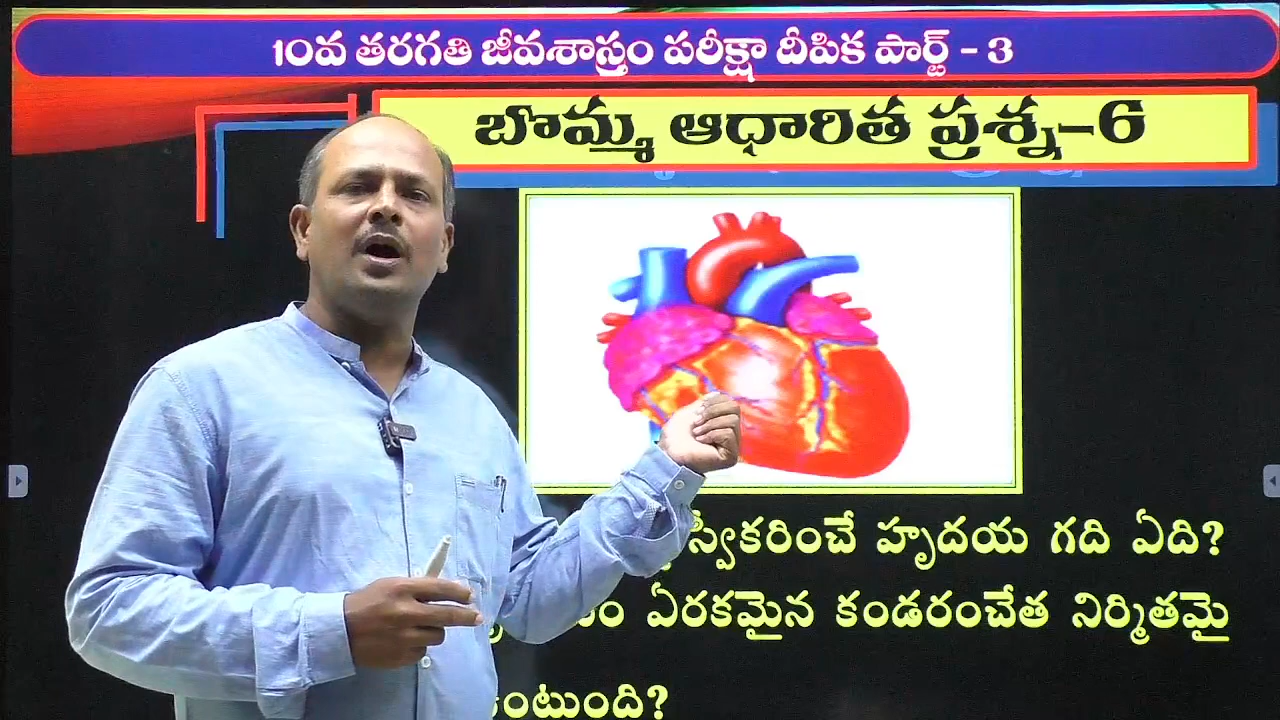 10వ తరగతి జీవశాస్త్రం పరీక్షా దీపిక పార్ట్ - 3
బొమ్మ ఆధారిత ప్రశ్న-6
స్వీకరించే హృదయ గది ఏది?
ఏరకమైన కండరంచేత నిర్మితమై